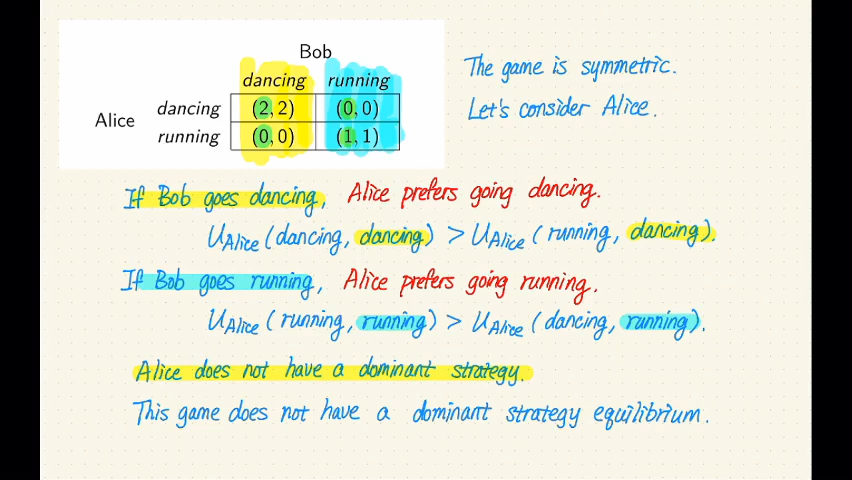 Bob
dancing running
Alice dancing (2, 2) (0, 0)
running (0, 0) (1, 1)
The game is symmetric.
Let's consider Alice.
If Bob goes dancing, Alice prefers going dancing.
U_Alice (dancing, dancing) > U_Alice (running, dancing).
If Bob goes running, Alice prefers going running.
U_Alice (running, running) > U_Alice (dancing, running).
Alice does not have a dominant strategy.
This game does not have a dominant strategy equilibrium.